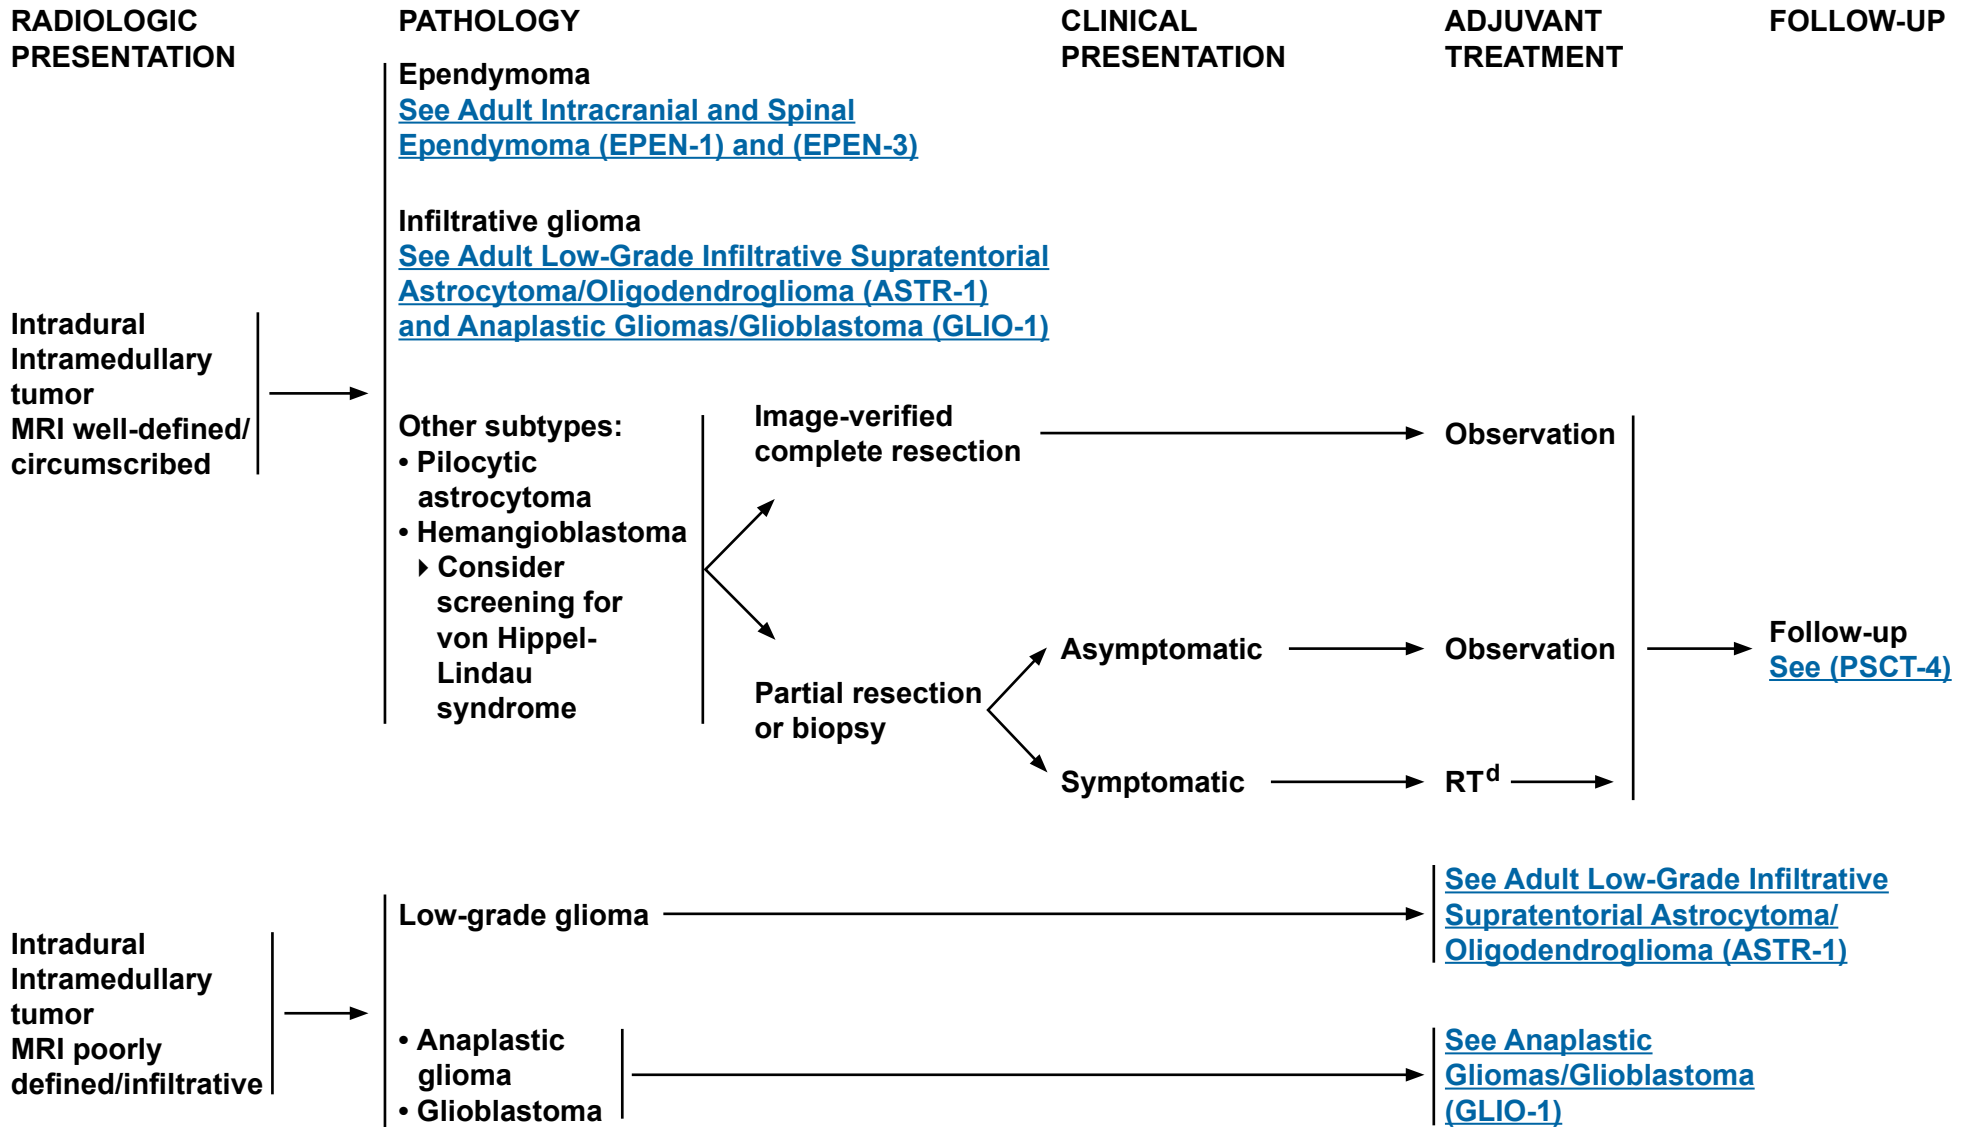 RADIOLOGIC
PRESENTATION
PATHOLOGY
CLINICAL
PRESENTATION
ADJUVANT
TREATMENT
FOLLOW-UP
Intradural
Intramedullary
tumor
MRI well-defined/
circumscribed
Ependymoma
See Adult Intracranial and Spinal
Ependymoma (EPEN-1) and (EPEN-3)
Infiltrative glioma
See Adult Low-Grade Infiltrative Supratentorial
Astrocytoma/Oligodendroglioma (ASTR-1)
and Anaplastic Gliomas/Glioblastoma (GLIO-1)
Other subtypes:
• Pilocytic
astrocytoma
• Hemangioblastoma
▸ Consider
screening for
von Hippel-
Lindau
syndrome
Image-verified
complete resection
Observation
Partial resection
or biopsy
Asymptomatic
Observation
Symptomatic
RTd
Follow-up
See (PSCT-4)
Intradural
Intramedullary
tumor
MRI poorly
defined/infiltrative
Low-grade glioma
See Adult Low-Grade Infiltrative
Supratentorial Astrocytoma/
Oligodendroglioma (ASTR-1)
• Anaplastic
glioma
• Glioblastoma
See Anaplastic
Gliomas/Glioblastoma
(GLIO-1)